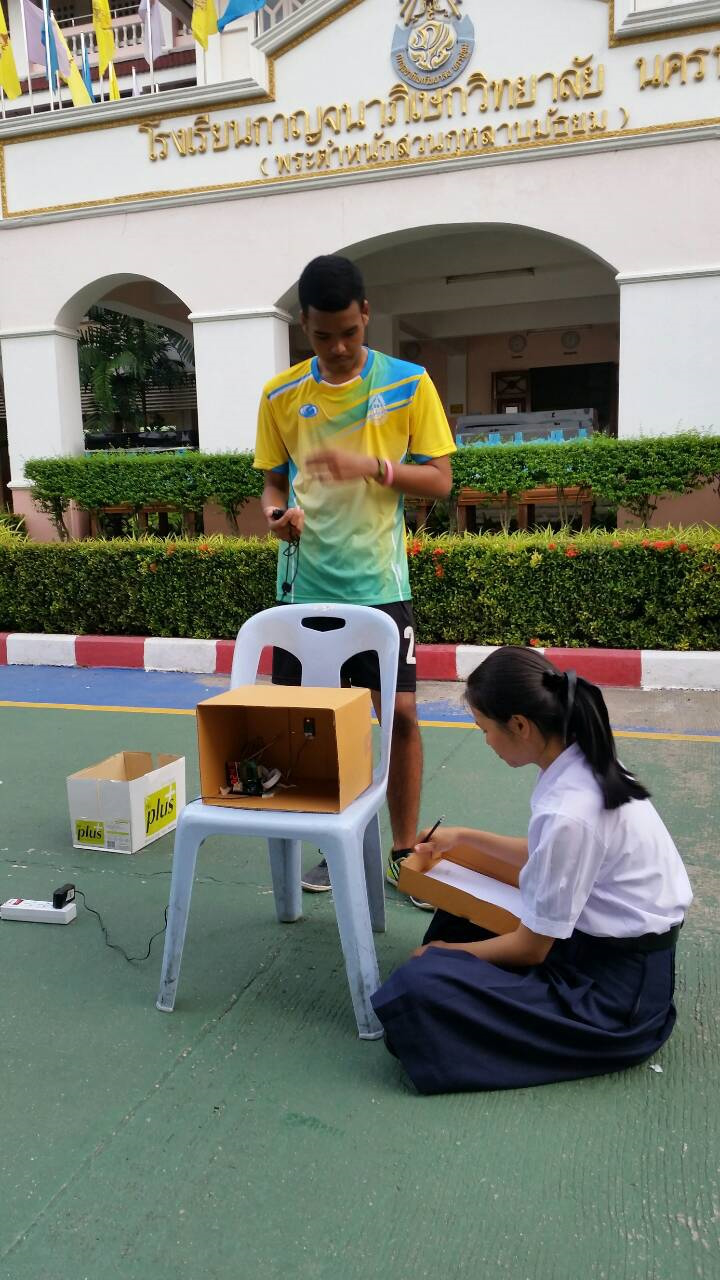 โรงเรียนกาญจนาภิเษกวิทยาลัย นคร
( พระตำหนักสวนกุหลาบมัธยม )
2
plus
plus